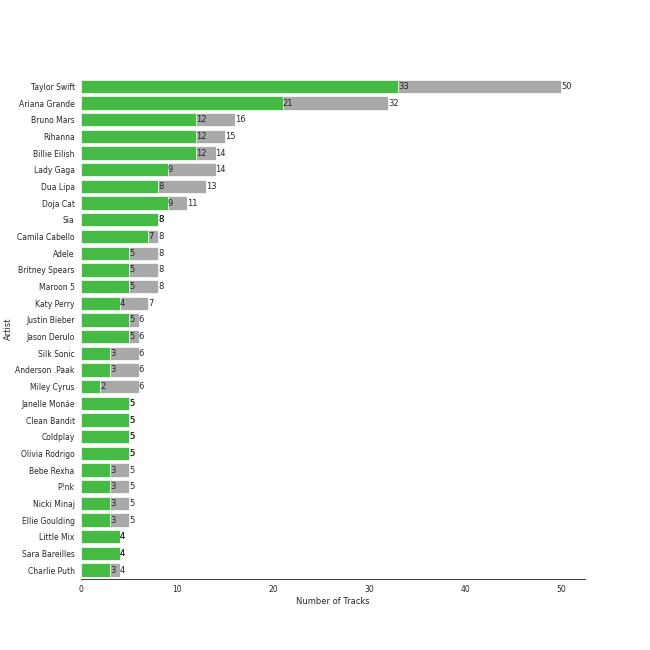 Taylor Swift 33 50
Ariana Grande 21 32
Bruno Mars 12 16
Rihanna 12 15
Billie Eilish 12 14
Lady Gaga 9 14
Dua Lipa 8 13
Doja Cat 9 11
Sia 8
Camila Cabello 7 8
Adele 5 8
Britney Spears 5 8
Maroon 5 5 8
Katy Perry 4 7
Justin Bieber 5 6
Jason Derulo 5 6
Silk Sonic 3 6
Anderson .Paak 3 6
Miley Cyrus 2 6
Janelle Monáe 5
Clean Bandit 5
Coldplay 5
Olivia Rodrigo 5
Bebe Rexha 3 5
P!nk 3 5
Nicki Minaj 3 5
Ellie Goulding 3 5
Little Mix 4
Sara Bareilles 4
Charlie Puth 3 4
Artist
0 10 20 30 40 50
Number of Tracks